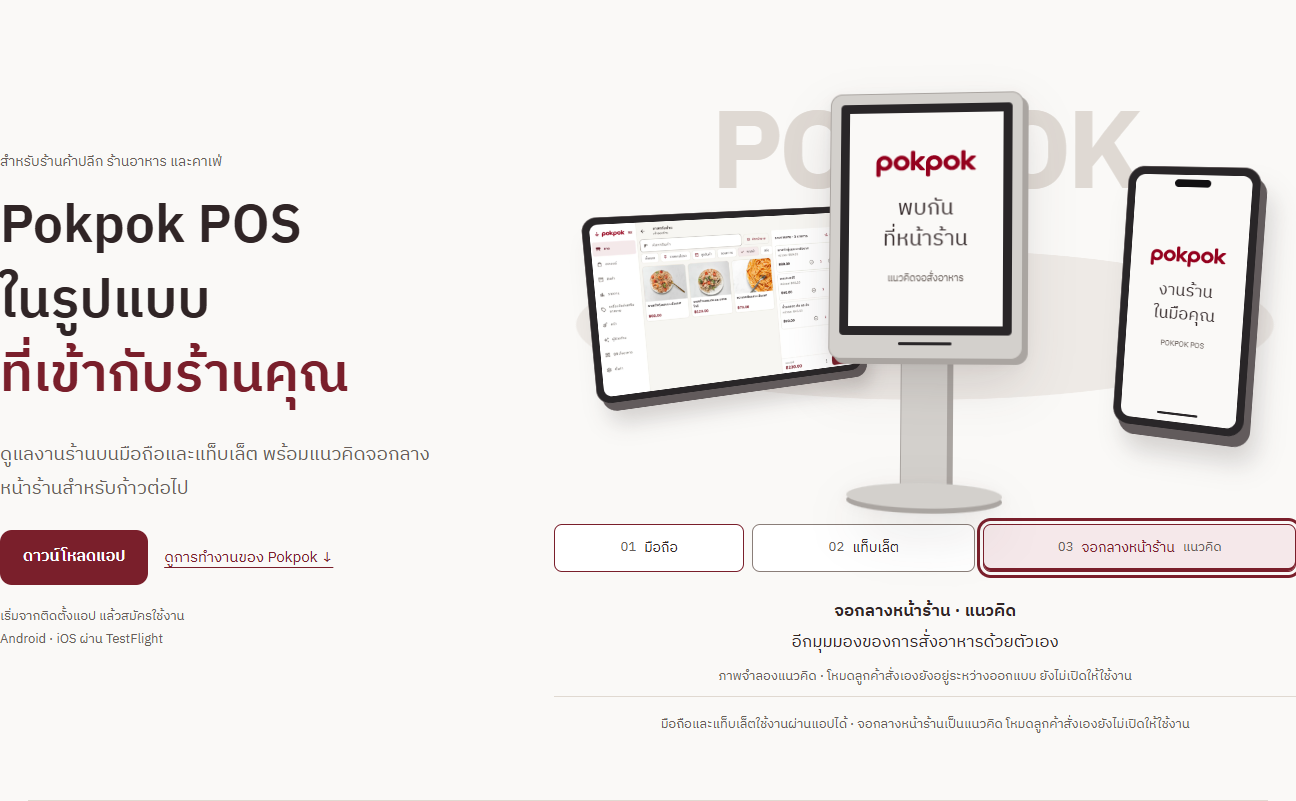 สำหรับร้านค้าปลีก ร้านอาหาร และคาเฟ่
Pokpok POS
ในรูปแบบ
ที่เข้ากับร้านคุณ
ดูแลงานร้านบนมือถือและแท็บเล็ต พร้อมแนวคิดจอกลาง
หน้าร้านสำหรับก้าวต่อไป
ดาวน์โหลดแอป
ดูการทำงานของ Pokpok ↓
เริ่มจากติดตั้งแอป แล้วสมัครใช้งาน
Android · iOS ผ่าน TestFlight
pokpok
pokpok
พบกัน
ที่หน้าร้าน
แนวคิดจอสั่งอาหาร
pokpok
งานร้าน
ในมือคุณ
POKPOK POS
01 มือถือ
02 แท็บเล็ต
03 จอกลางหน้าร้าน แนวคิด
จอกลางหน้าร้าน · แนวคิด
อีกมุมมองของการสั่งอาหารด้วยตัวเอง
ภาพจำลองแนวคิด · โหมดลูกค้าสั่งเองยังอยู่ระหว่างออกแบบ ยังไม่เปิดให้ใช้งาน
มือถือและแท็บเล็ตใช้งานผ่านแอปได้ · จอกลางหน้าร้านเป็นแนวคิด โหมดลูกค้าสั่งเองยังไม่เปิดให้ใช้งาน